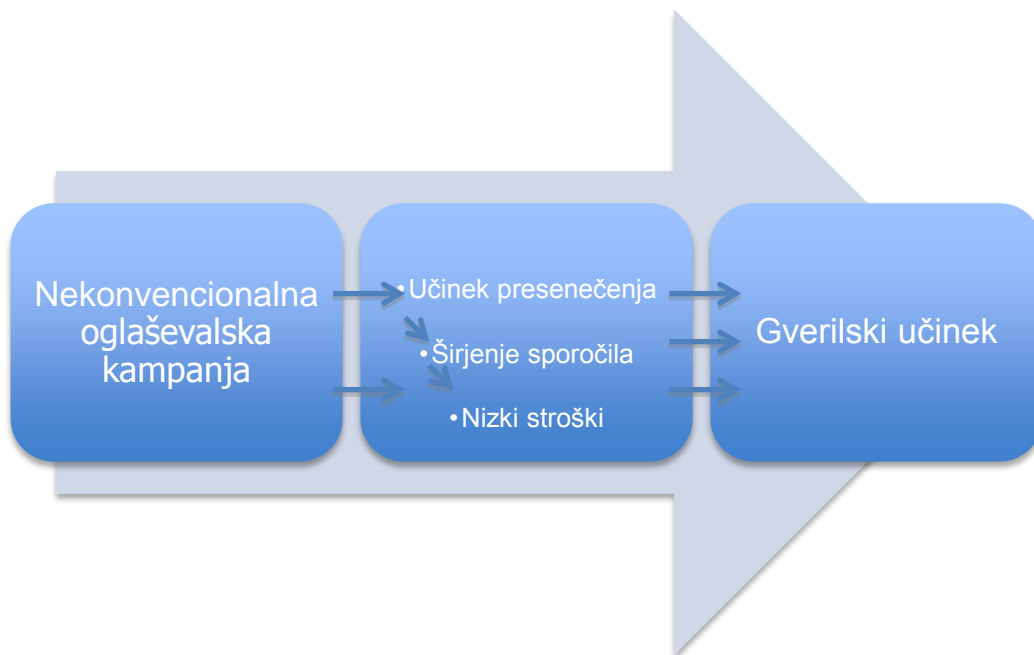 Nekonvencionalna
oglaševalska
kampanja
•Učinek presenečenja
•Širjenje sporočila
•Nizki stroški
Gverilski učinek